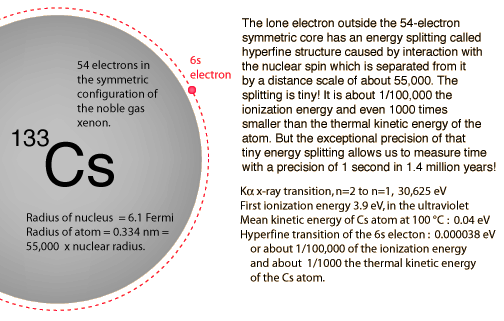 54 electrons in
the symmetric
configuration of
the noble gas
xenon.
6s
electron
133
Cs
Radius of nucleus = 6.1 Fermi
Radius of atom = 0.334 nm =
55,000 x nuclear radius.
The lone electron outside the 54-electron
symmetric core has an energy splitting called
hyperfine structure caused by interaction with
the nuclear spin which is separated from it
by a distance scale of about 55,000. The
splitting is tiny! It is about 1/100,000 the
ionization energy and even 1000 times
smaller than the thermal kinetic energy of the
atom. But the exceptional precision of that
tiny energy splitting allows us to measure time
with a precision of 1 second in 1.4 million years!
Kα x-ray transition, n=2 to n=1, 30,625 eV
First ionization energy 3.9 eV, in the ultraviolet
Mean kinetic energy of Cs atom at 100 °C : 0.04 eV
Hyperfine transition of the 6s electon : 0.000038 eV
or about 1/100,000 of the ionization energy
and about 1/1000 the thermal kinetic energy
of the Cs atom.